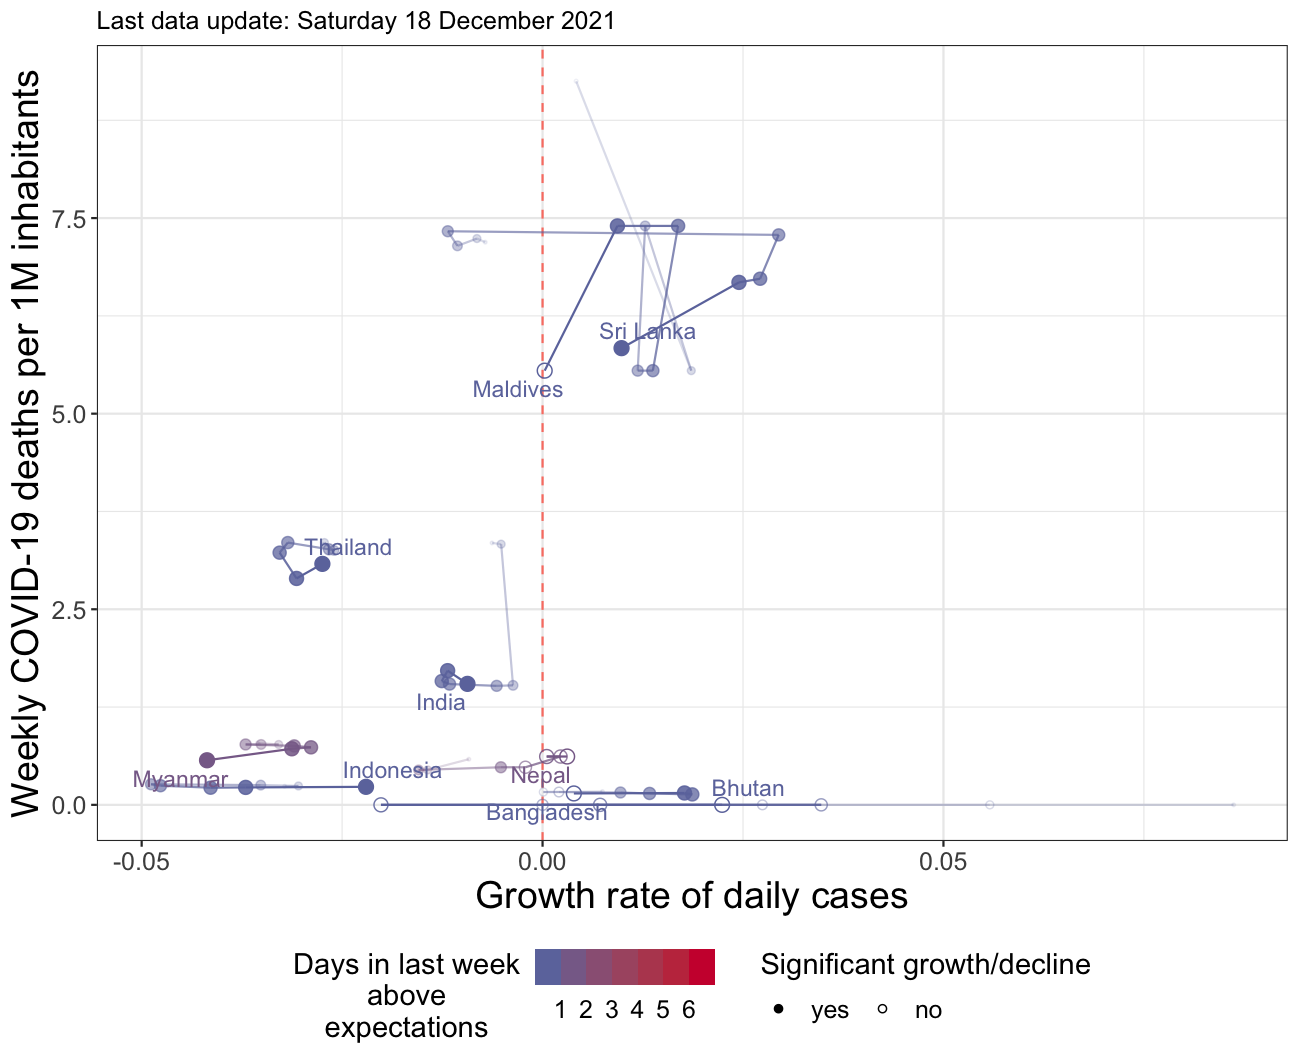 Last data update: Saturday 18 December 2021
Weekly COVID-19 deaths per 1M inhabitants
7.5
5.0
2.5
0.0
Sri Lanka
Maldives
Thailand
India
Myanmar
Indonesia
Nepal
Bhutan
Bangladesh
-0.05
0.00
0.05
Growth rate of daily cases
Days in last week
above
expectations
1 2 3 4 5 6
Significant growth/decline
yes
no